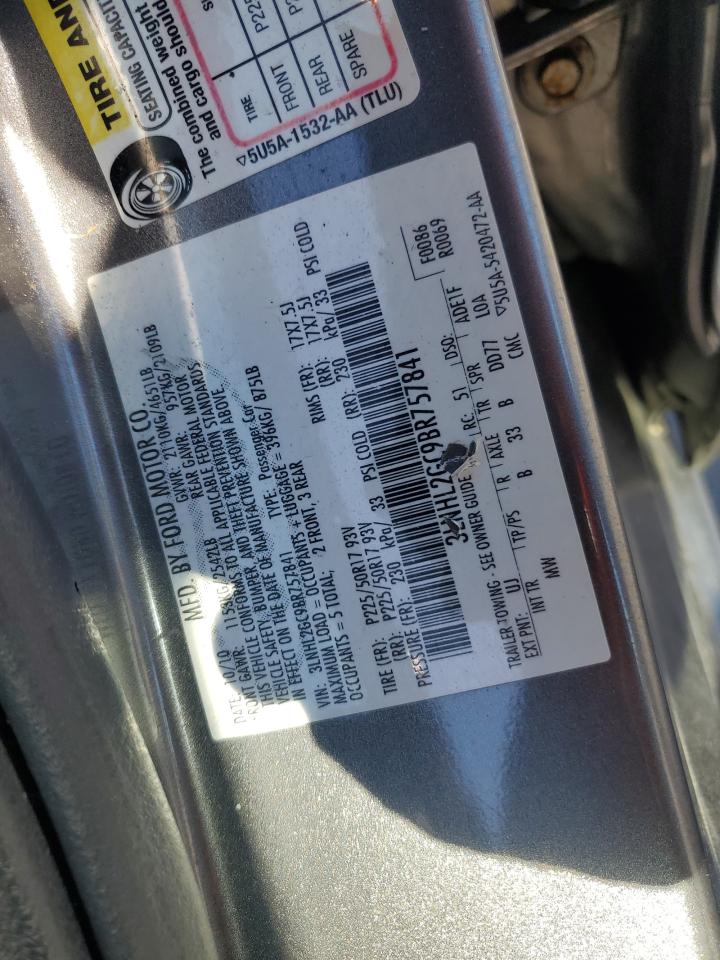 TIRE AND
SEATING CAPACITY
The combined weight
and cargo should
TIRE
FRONT P225
REAR
SPARE
▽5U5A-1532-AA (TLU)
MFD. BY FORD MOTOR CO.
DATE: 10/10 GVWR: 2110KG/4651LB
FRONT GAWR: 2542LB REAR GAWR: 957KG/2109LB
THIS VEHICLE CONFORMS TO ALL APPLICABLE FEDERAL MOTOR
VEHICLE SAFETY, BUMPER, AND THEFT PREVENTION STANDARDS
IN EFFECT ON THE DATE OF MANUFACTURE SHOWN ABOVE.
VIN: 3LNHL2GC9BR757841 TYPE: Passenger Car
MAXIMUM LOAD = OCCUPANTS + LUGGAGE = 396KG/ 875LB
OCCUPANTS = 5 TOTAL; 2 FRONT, 3 REAR
TIRE (FR): P225/50R17 93V RIMS (FR): 17X7.5J
(RR): P225/50R17 93V (RR): 17X7.5J
PRESSURE (FR): 230 kPa/ 33 PSI COLD (RR): 230 kPa/ 33 PSI COLD
3LNHL2GC9BR757841
F0086
R0069
TRAILER TOWING - SEE OWNER GUIDE RC: 51 DSO:
EXT PNT: UJ TP/PS R AXLE TR SPR ADE1F
INT TR B 33 B DD77 LOA
MW CMC ▽5U5A-5420472-AA